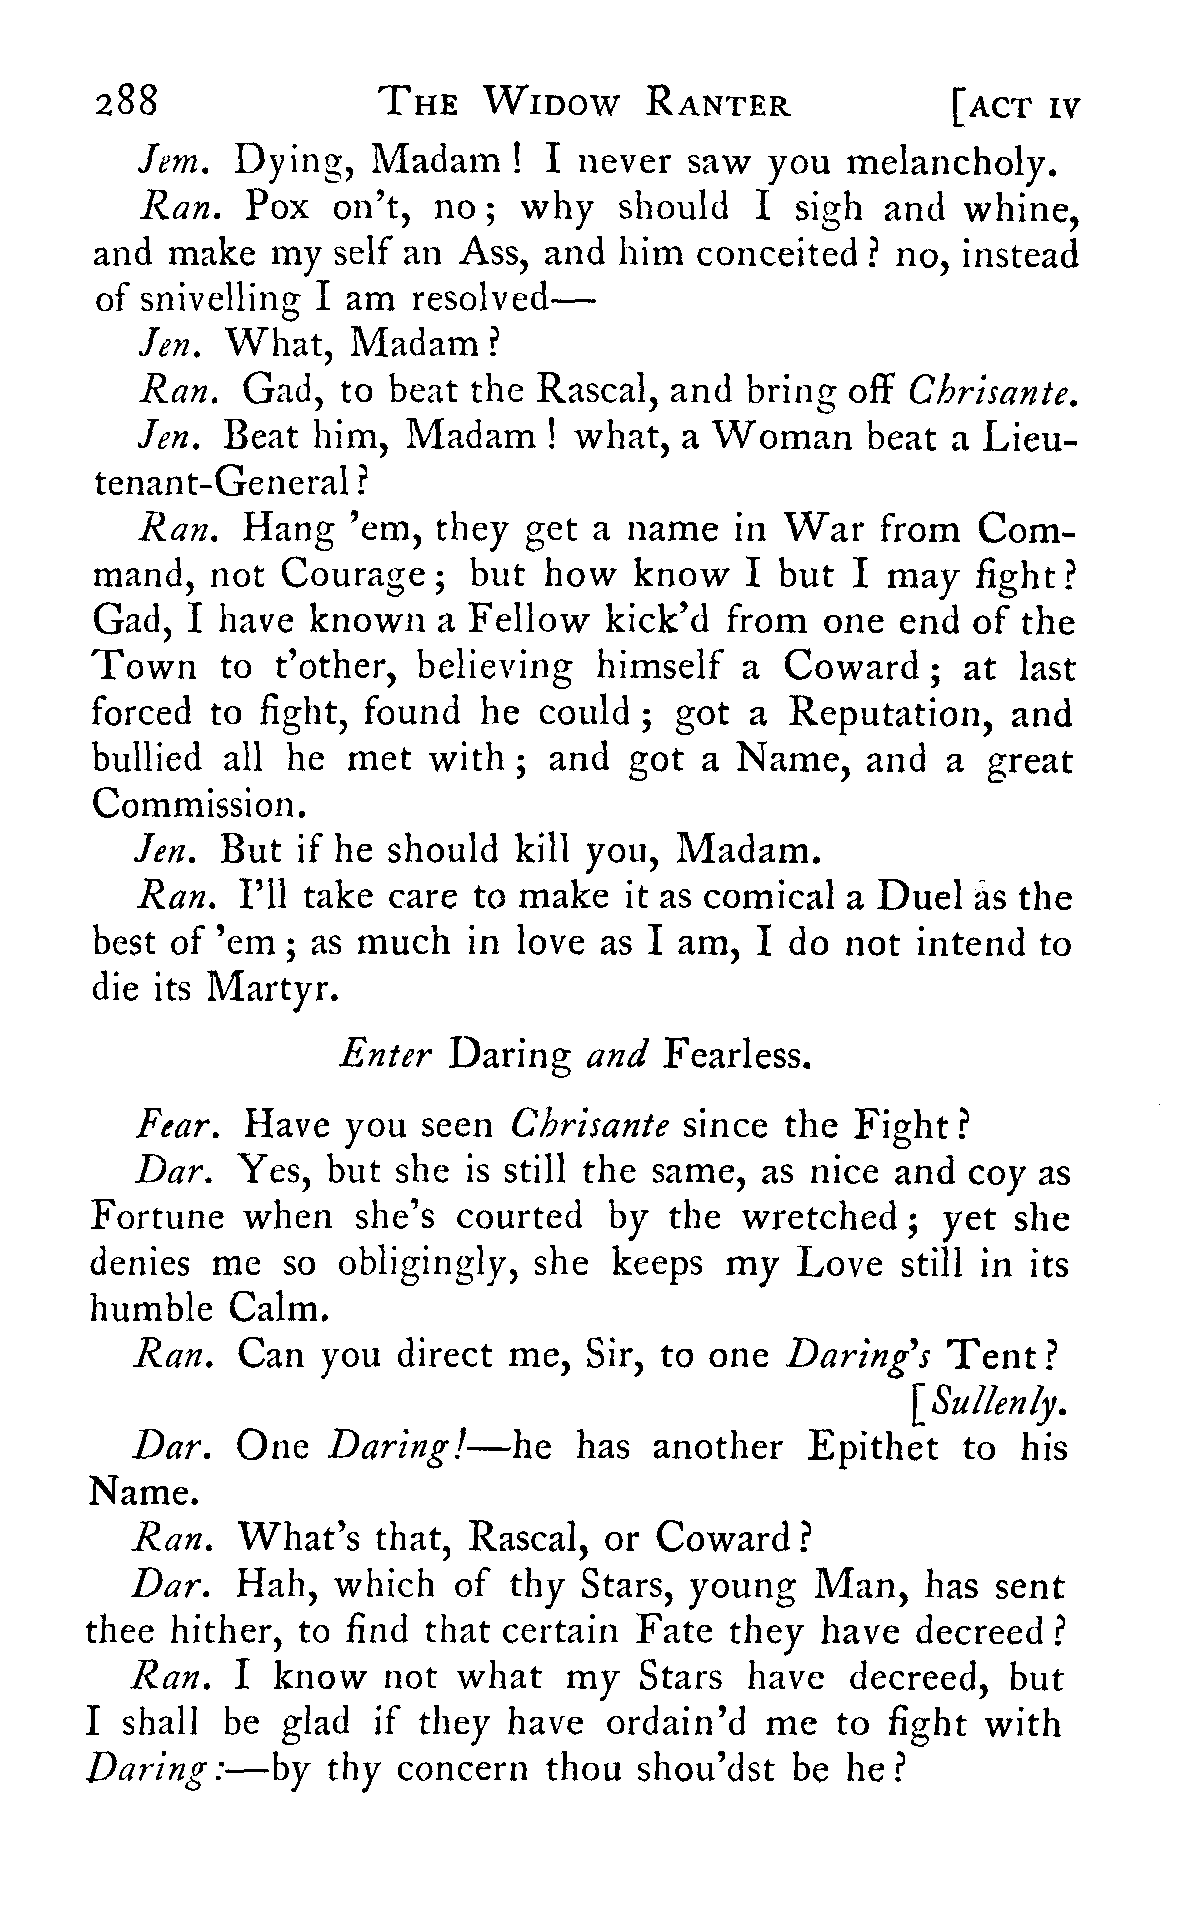 288 The Widow Ranter [ACT IV
Jem. Dying, Madam ! I never saw you melancholy.
Ran. Pox on't, no ; why should I sigh and whine,
and make my self an Ass, and him conceited ? no, instead
of snivelling I am resolved—
Jen. What, Madam ?
Ran. Gad, to beat the Rascal, and bring off Chrisante.
Jen. Beat him, Madam ! what, a Woman beat a Lieu-
tenant-General ?
Ran. Hang 'em, they get a name in War from Com-
mand, not Courage ; but how know I but I may fight ?
Gad, I have known a Fellow kick'd from one end of the
Town to t'other, believing himself a Coward ; at last
forced to fight, found he could ; got a Reputation, and
bullied all he met with ; and got a Name, and a great
Commission.
Jen. But if he should kill you, Madam.
Ran. I'll take care to make it as comical a Duel as the
best of 'em ; as much in love as I am, I do not intend to
die its Martyr.
Enter Daring and Fearless.
Fear. Have you seen Chrisante since the Fight ?
Dar. Yes, but she is still the same, as nice and coy as
Fortune when she's courted by the wretched ; yet she
denies me so obligingly, she keeps my Love still in its
humble Calm.
Ran. Can you direct me, Sir, to one Daring's Tent ?
[Sullenly.
Dar. One Daring!—he has another Epithet to his
Name.
Ran. What's that, Rascal, or Coward ?
Dar. Hah, which of thy Stars, young Man, has sent
thee hither, to find that certain Fate they have decreed ?
Ran. I know not what my Stars have decreed, but
I shall be glad if they have ordain'd me to fight with
Daring:—by thy concern thou shou'dst be he ?